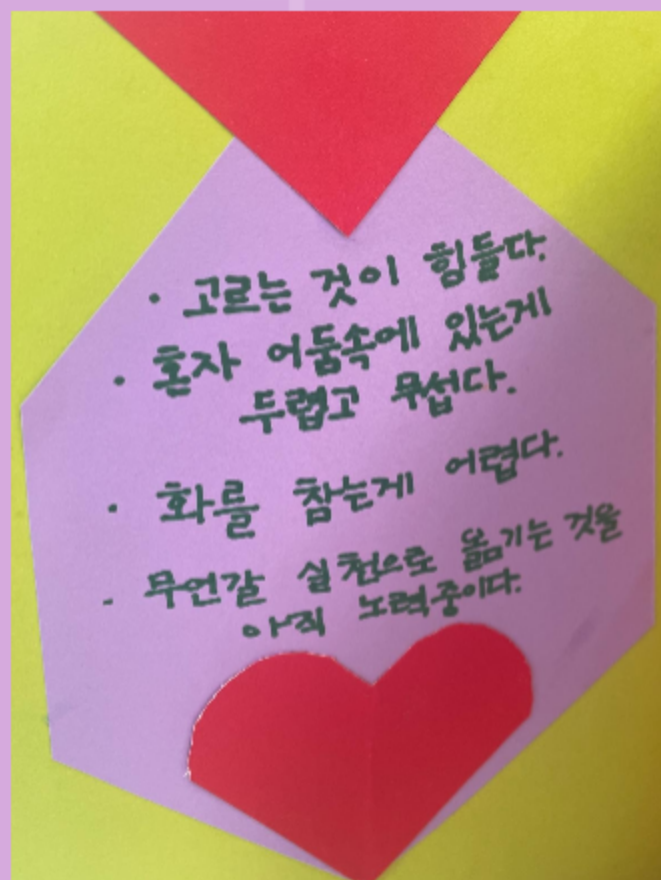 · 고르는 것이 힘들다.
· 혼자 어둠속에 있는게
두렵고 무섭다.
· 화를 참는게 어렵다.
- 무언갈 실천으로 옮기는 것을
아직 노력중이다.